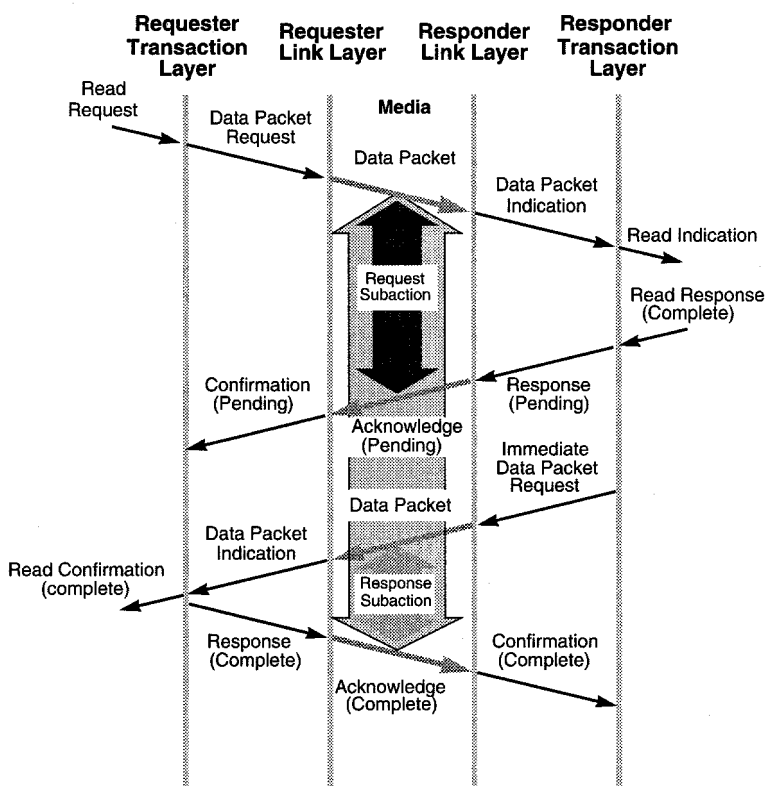 Requester
Transaction
Layer
Requester
Link Layer
Responder
Link Layer
Responder
Transaction
Layer
Read
Request
Media
Data Packet
Request
Data Packet
Data Packet
Indication
Read Indication
Request
Subaction
Read Response
(Complete)
Confirmation
(Pending)
Response
(Pending)
Acknowledge
(Pending)
Immediate
Data Packet
Request
Data Packet
Data Packet
Indication
Read Confirmation
(complete)
Response
Subaction
Response
(Complete)
Confirmation
(Complete)
Acknowledge
(Complete)